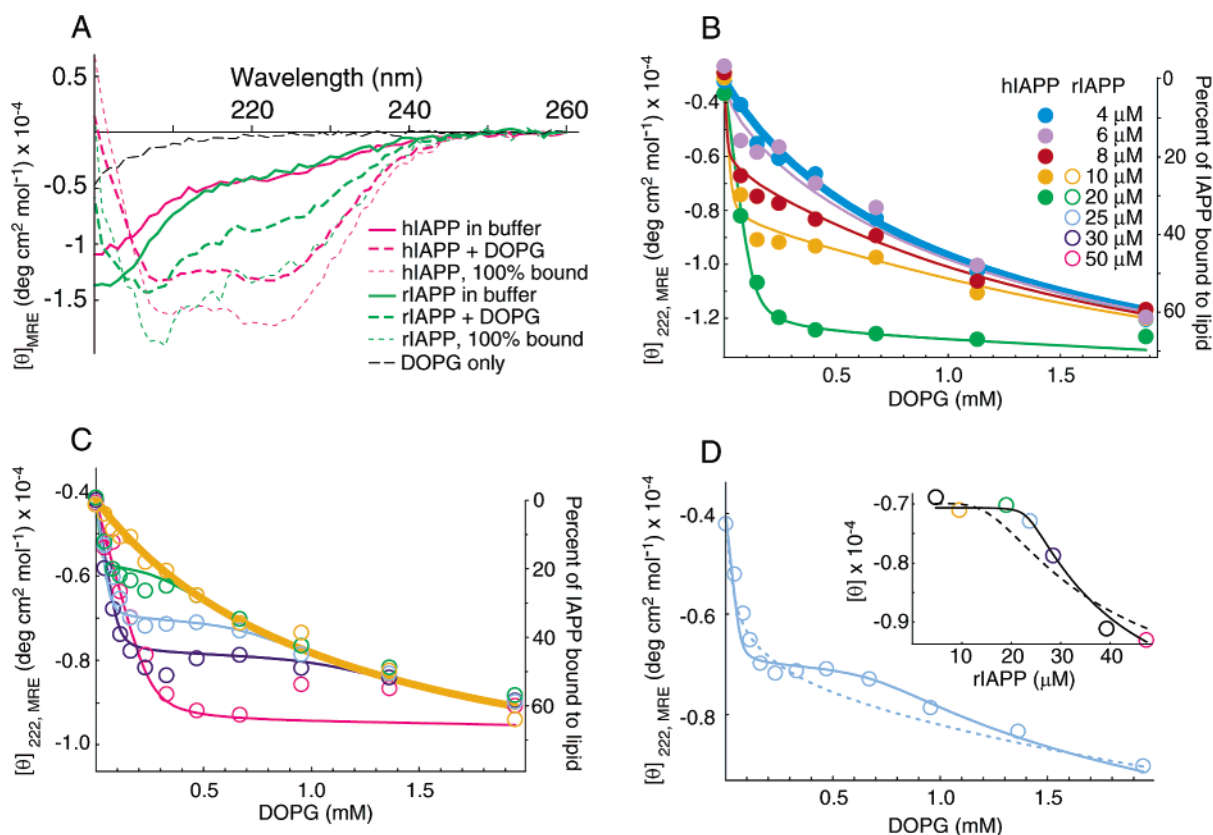 A
Wavelength (nm)
220
240
260
0.5
-0.5
-1
-1.5
[θ]MRE (deg cm² mol⁻¹) x 10⁻⁴
hIAPP in buffer
hIAPP + DOPG
hIAPP, 100% bound
rIAPP in buffer
rIAPP + DOPG
rIAPP, 100% bound
DOPG only
B
[θ] 222, MRE (deg cm² mol⁻¹) x 10⁻⁴
-0.4
-0.6
-0.8
-1.0
-1.2
0.5
1.0
1.5
DOPG (mM)
0
20
40
60
Percent of IAPP bound to lipid
hIAPP rIAPP
4 μM
6 μM
8 μM
10 μM
20 μM
25 μM
30 μM
50 μM
C
[θ] 222, MRE (deg cm² mol⁻¹) x 10⁻⁴
-0.4
-0.6
-0.8
-1.0
0.5
1.0
1.5
DOPG (mM)
0
20
40
60
Percent of IAPP bound to lipid
D
[θ] 222, MRE (deg cm² mol⁻¹) x 10⁻⁴
-0.4
-0.6
-0.8
0.5
1.0
1.5
DOPG (mM)
[θ] x 10⁻⁴
-0.7
-0.8
-0.9
10
20
30
40
rIAPP (μM)